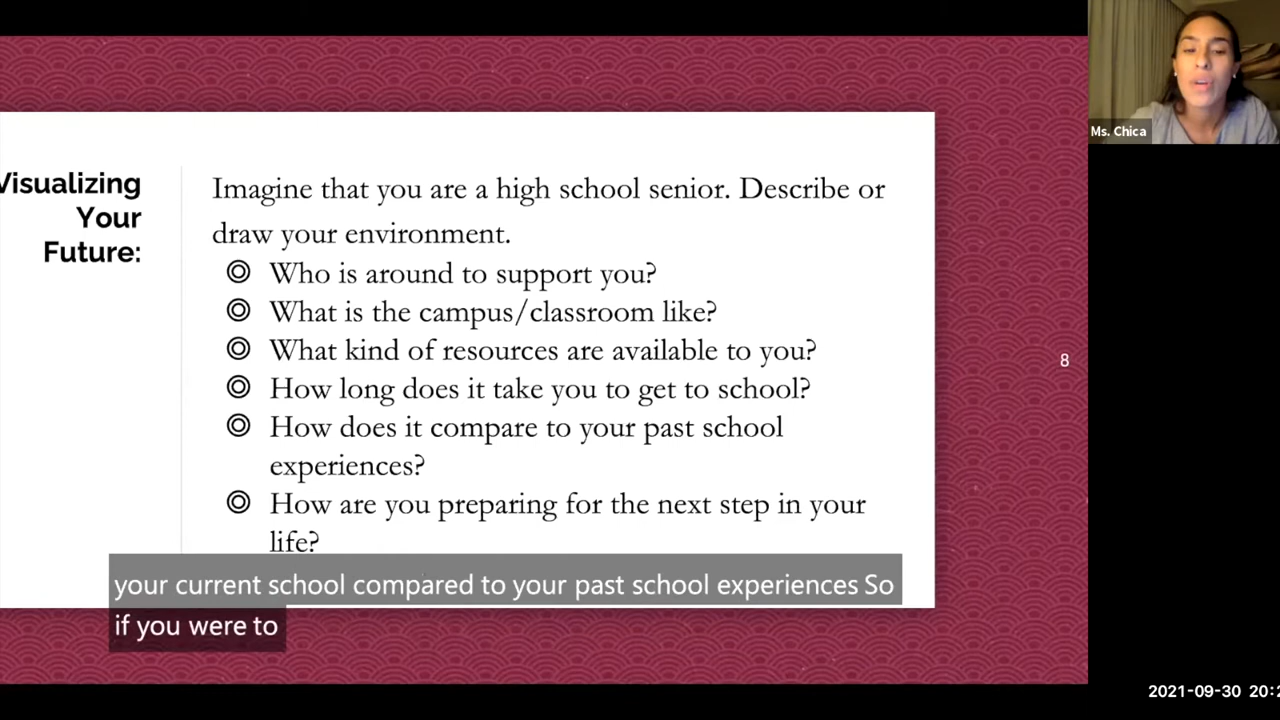 Visualizing
Your
Future:
Imagine that you are a high school senior. Describe or
draw your environment.
Who is around to support you?
What is the campus/classroom like?
What kind of resources are available to you?
How long does it take you to get to school?
How does it compare to your past school
experiences?
How are you preparing for the next step in your
life?
8
your current school compared to your past school experiences So
if you were to
Ms. Chica
2021-09-30 20:2